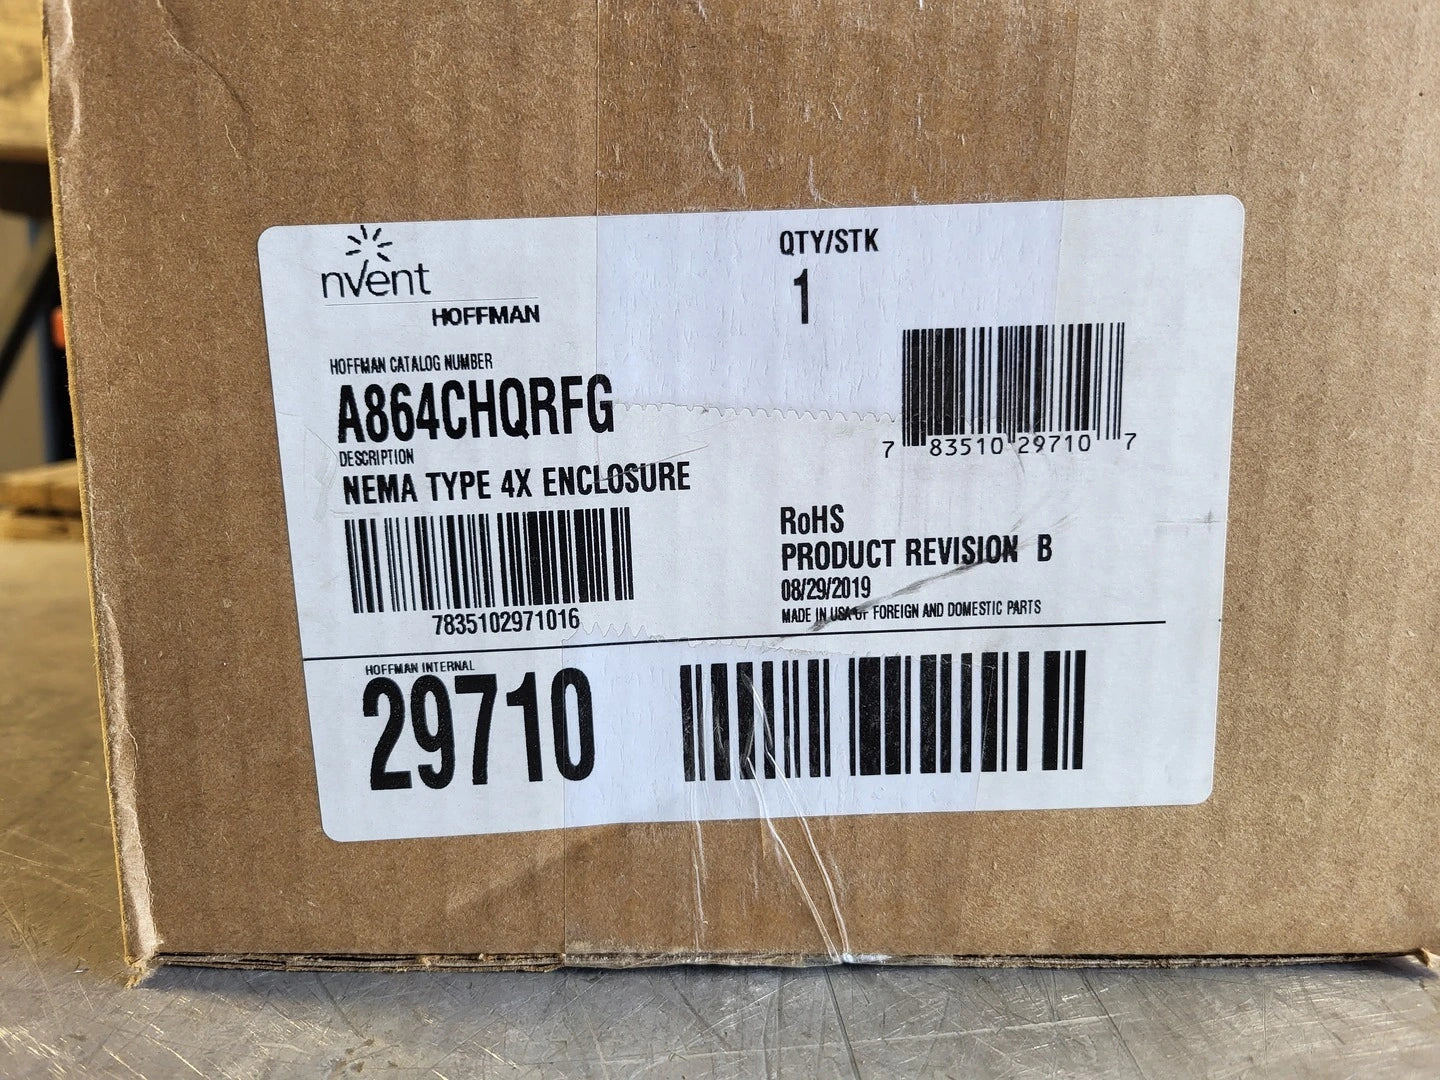 nvent
HOFFMAN
QTY/STK
1
HOFFMAN CATALOG NUMBER
A864CHQRFG
DESCRIPTION
NEMA TYPE 4X ENCLOSURE
7 83510 29710 7
7835102971016
RoHS
PRODUCT REVISION B
08/29/2019
MADE IN USA OF FOREIGN AND DOMESTIC PARTS
HOFFMAN INTERNAL
29710